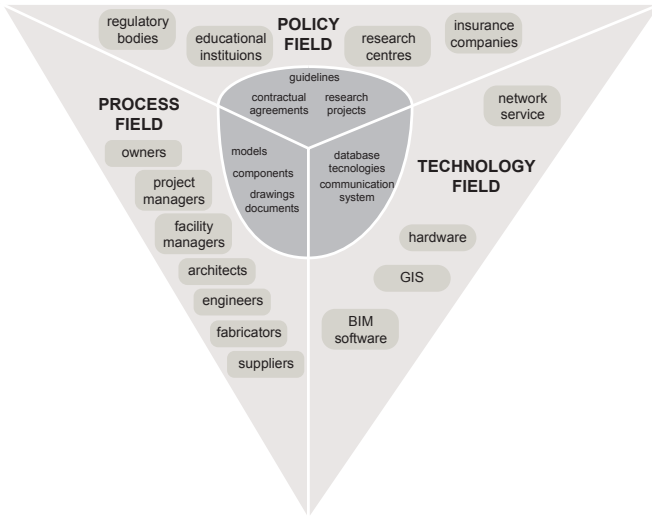 regulatory
bodies
educational
instituions
POLICY
FIELD
research
centres
insurance
companies
guidelines
contractual
agreements
research
projects
PROCESS
FIELD
owners
project
managers
facility
managers
architects
engineers
fabricators
suppliers
models
components
drawings
documents
database
tecnologies
communication
system
network
service
TECHNOLOGY
FIELD
hardware
GIS
BIM
software